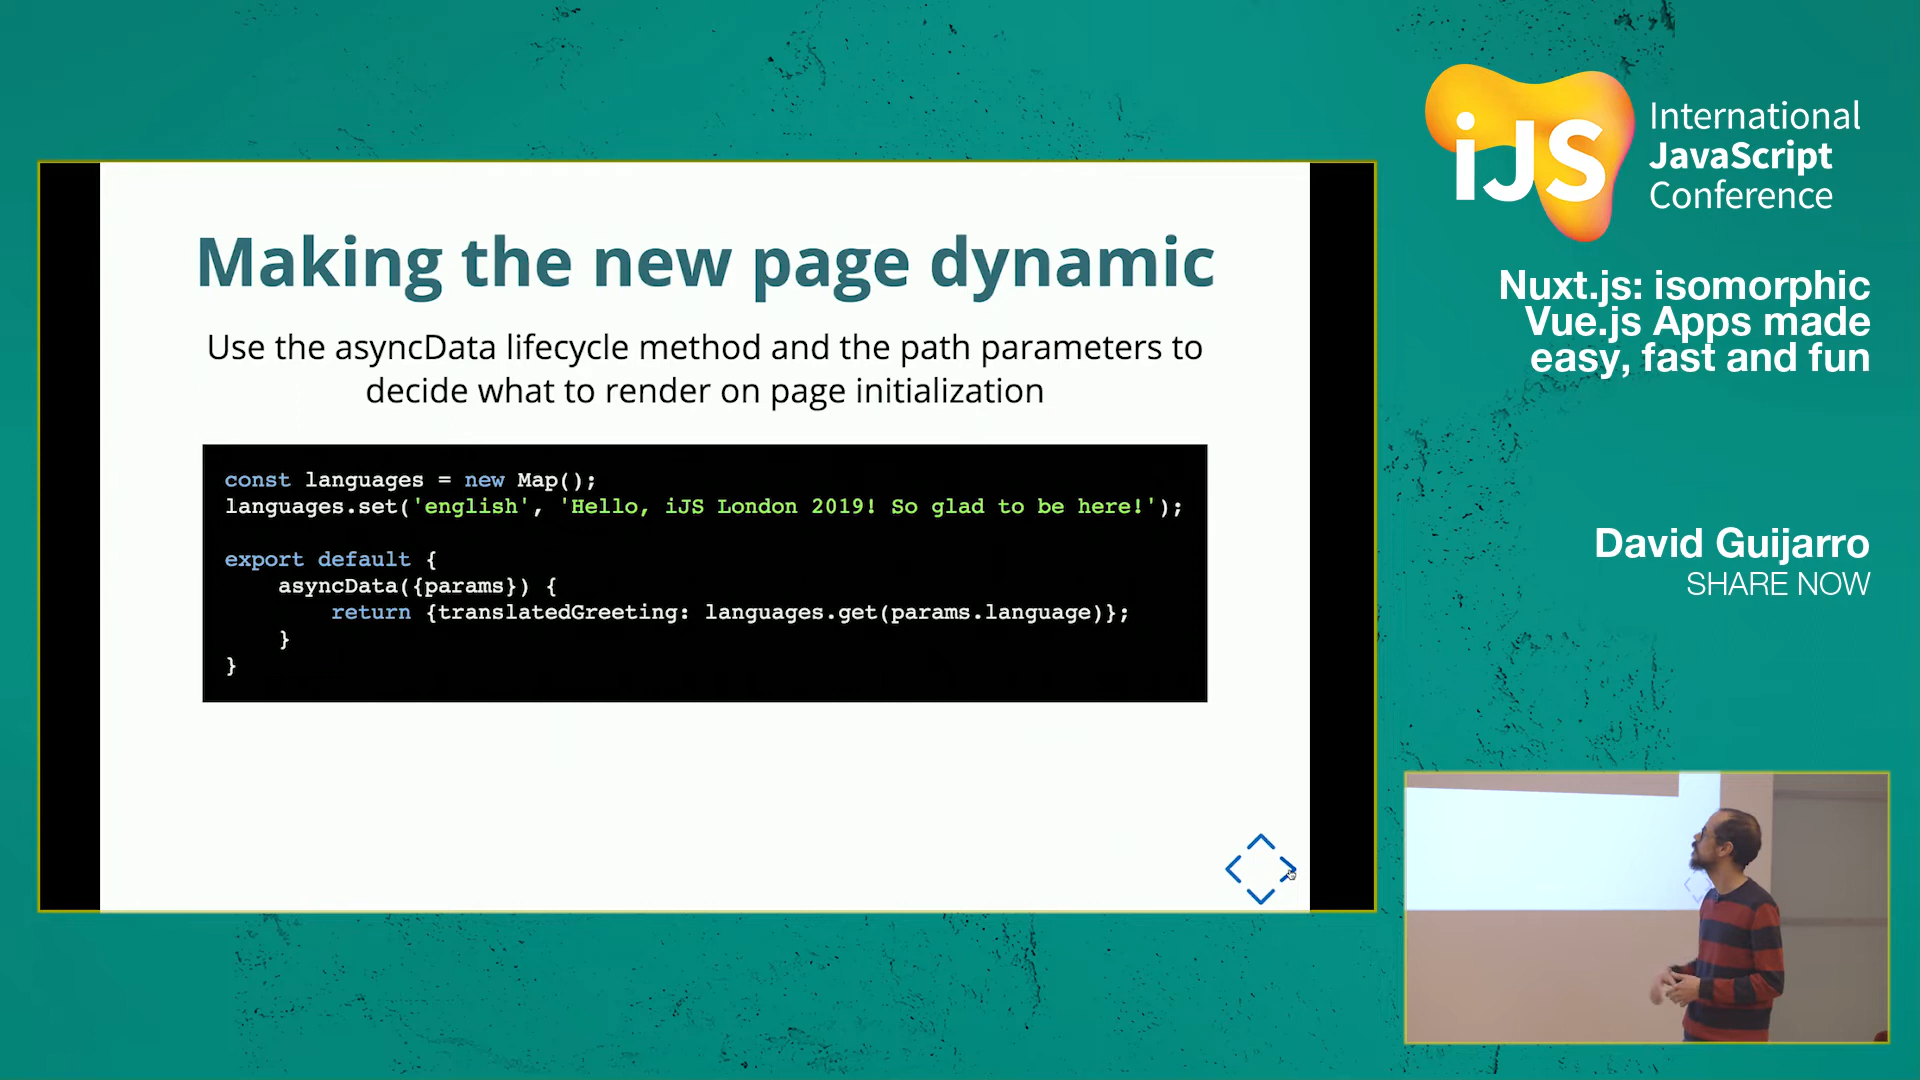 Making the new page dynamic
Use the asyncData lifecycle method and the path parameters to
decide what to render on page initialization
const languages = new Map();
languages.set('english', 'Hello, iJS London 2019! So glad to be here!');
export default {
    asyncData({params}) {
        return {translatedGreeting: languages.get(params.language)};
    }
}
iJS
International
JavaScript
Conference
Nuxt.js: isomorphic
Vue.js Apps made
easy, fast and fun
David Guijarro
SHARE NOW